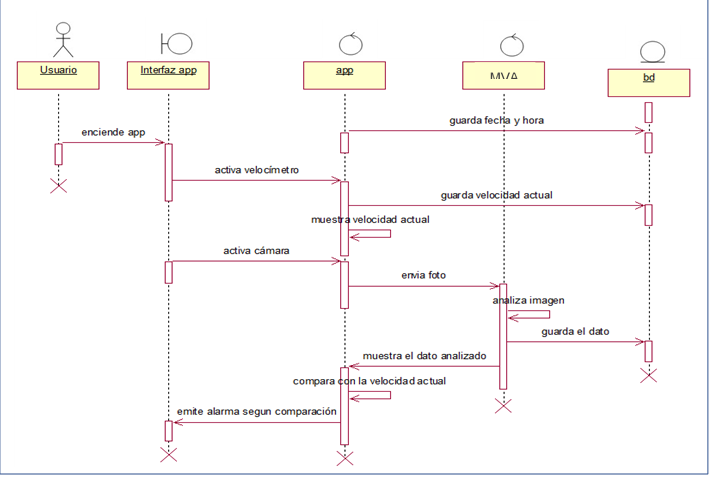 Usuario
Interfaz app
app
bd
guarda fecha y hora
enciende app
activa velocímetro
guarda velocidad actual
muestra velocidad actual
activa cámara
envia foto
analiza imagen
guarda el dato
muestra el dato analizado
compara con la velocidad actual
emite alarma segun comparación